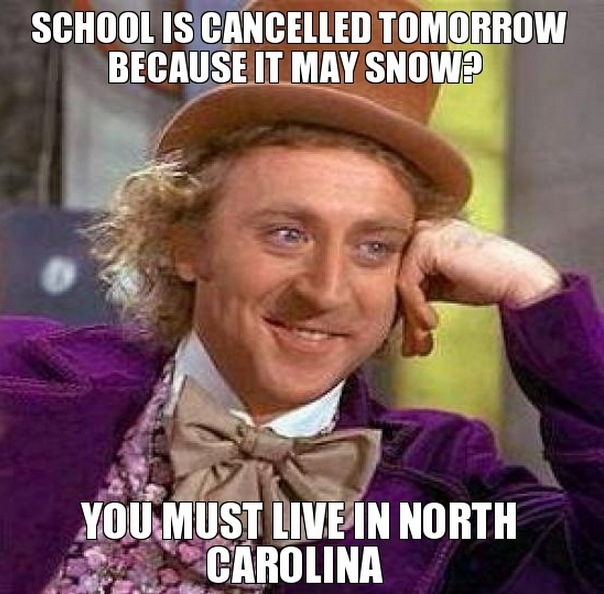 SCHOOL IS CANCELLED TOMORROW
BECAUSE IT MAY SNOW?
YOU MUST LIVE IN NORTH
CAROLINA